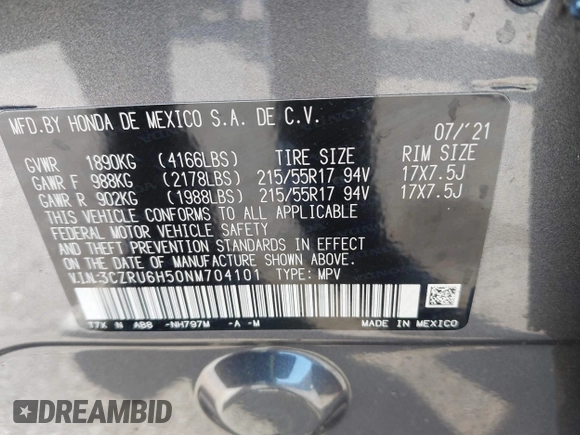 MFD.BY HONDA DE MEXICO S.A. DE C.V.
07/'21
GVWR 1890KG (4166LBS) TIRE SIZE RIM SIZE
GAWR F 988KG (2178LBS) 215/55R17 94V 17X7.5J
GAWR R 902KG (1988LBS) 215/55R17 94V 17X7.5J
THIS VEHICLE CONFORMS TO ALL APPLICABLE
FEDERAL MOTOR VEHICLE SAFETY
AND THEFT PREVENTION STANDARDS IN EFFECT
ON THE DATE OF MANUFACTURE SHOWN ABOVE.
V.I.N:3CZRU6H50NM704101 TYPE: MPV
T7X N AB8 -NH797M -A -M MADE IN MEXICO
DREAMBID